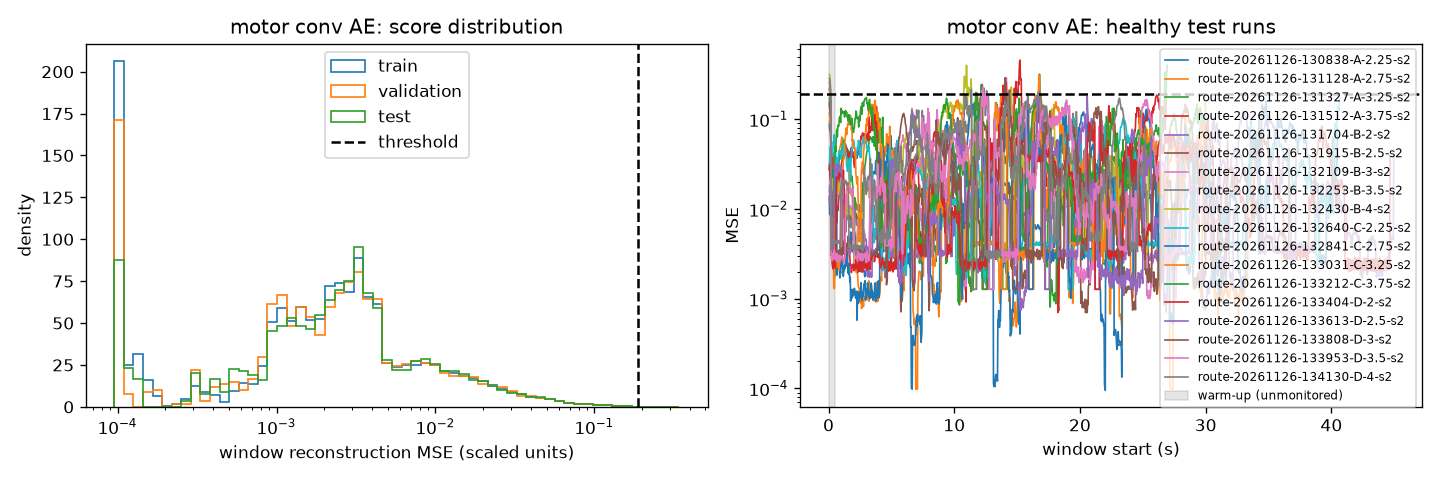 motor conv AE: score distribution
density
200
175
150
125
100
75
50
25
0
train
validation
test
threshold
10⁻⁴
10⁻³
10⁻²
10⁻¹
window reconstruction MSE (scaled units)
motor conv AE: healthy test runs
MSE
10⁻¹
10⁻²
10⁻³
10⁻⁴
route-20261126-130838-A-2.25-s2
route-20261126-131128-A-2.75-s2
route-20261126-131327-A-3.25-s2
route-20261126-131512-A-3.75-s2
route-20261126-131704-B-2-s2
route-20261126-131915-B-2.5-s2
route-20261126-132109-B-3-s2
route-20261126-132253-B-3.5-s2
route-20261126-132430-B-4-s2
route-20261126-132640-C-2.25-s2
route-20261126-132841-C-2.75-s2
route-20261126-133031-C-3.25-s2
route-20261126-133212-C-3.75-s2
route-20261126-133404-D-2-s2
route-20261126-133613-D-2.5-s2
route-20261126-133808-D-3-s2
route-20261126-133953-D-3.5-s2
route-20261126-134130-D-4-s2
warm-up (unmonitored)
0
10
20
30
40
window start (s)